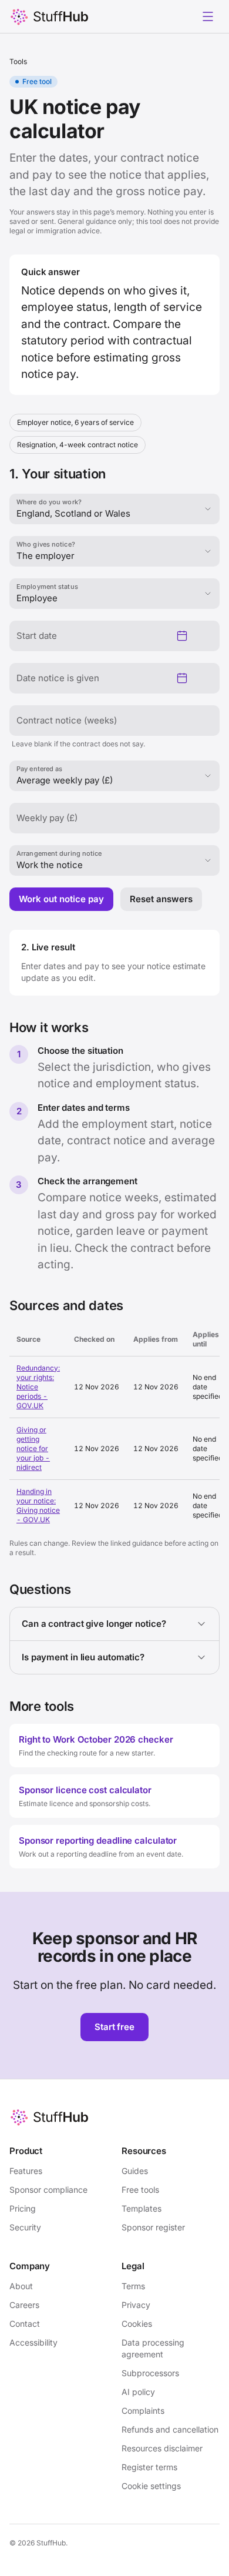 StuffHub
Tools
Free tool
UK notice pay
calculator
Enter the dates, your contract notice
and pay to see the notice that applies,
the last day and the gross notice pay.
Your answers stay in this page's memory. Nothing you enter is
saved or sent. General guidance only; this tool does not provide
legal or immigration advice.
Quick answer
Notice depends on who gives it,
employee status, length of service
and the contract. Compare the
statutory period with contractual
notice before estimating gross
notice pay.
Employer notice, 6 years of service
Resignation, 4-week contract notice
1. Your situation
Where do you work?
England, Scotland or Wales
Who gives notice?
The employer
Employment status
Employee
Start date
Date notice is given
Contract notice (weeks)
Leave blank if the contract does not say.
Pay entered as
Average weekly pay (£)
Weekly pay (£)
Arrangement during notice
Work the notice
Work out notice pay
Reset answers
2. Live result
Enter dates and pay to see your notice estimate
update as you edit.
How it works
1
Choose the situation
Select the jurisdiction, who gives
notice and employment status.
2
Enter dates and terms
Add the employment start, notice
date, contract notice and average
pay.
3
Check the arrangement
Compare notice weeks, estimated
last day and gross pay for worked
notice, garden leave or payment
in lieu. Check the contract before
acting.
Sources and dates
Source
Checked on
Applies from
Applies
until
Redundancy:
your rights:
Notice
periods -
GOV.UK
12 Nov 2026
12 Nov 2026
No end
date
specified
Giving or
getting
notice for
your job -
nidirect
12 Nov 2026
12 Nov 2026
No end
date
specified
Handing in
your notice:
Giving notice
- GOV.UK
12 Nov 2026
12 Nov 2026
No end
date
specified
Rules can change. Review the linked guidance before acting on
a result.
Questions
Can a contract give longer notice?
Is payment in lieu automatic?
More tools
Right to Work October 2026 checker
Find the checking route for a new starter.
Sponsor licence cost calculator
Estimate licence and sponsorship costs.
Sponsor reporting deadline calculator
Work out a reporting deadline from an event date.
Keep sponsor and HR
records in one place
Start on the free plan. No card needed.
Start free
StuffHub
Product
Features
Sponsor compliance
Pricing
Security
Resources
Guides
Free tools
Templates
Sponsor register
Company
About
Careers
Contact
Accessibility
Legal
Terms
Privacy
Cookies
Data processing
agreement
Subprocessors
AI policy
Complaints
Refunds and cancellation
Resources disclaimer
Register terms
Cookie settings
© 2026 StuffHub.